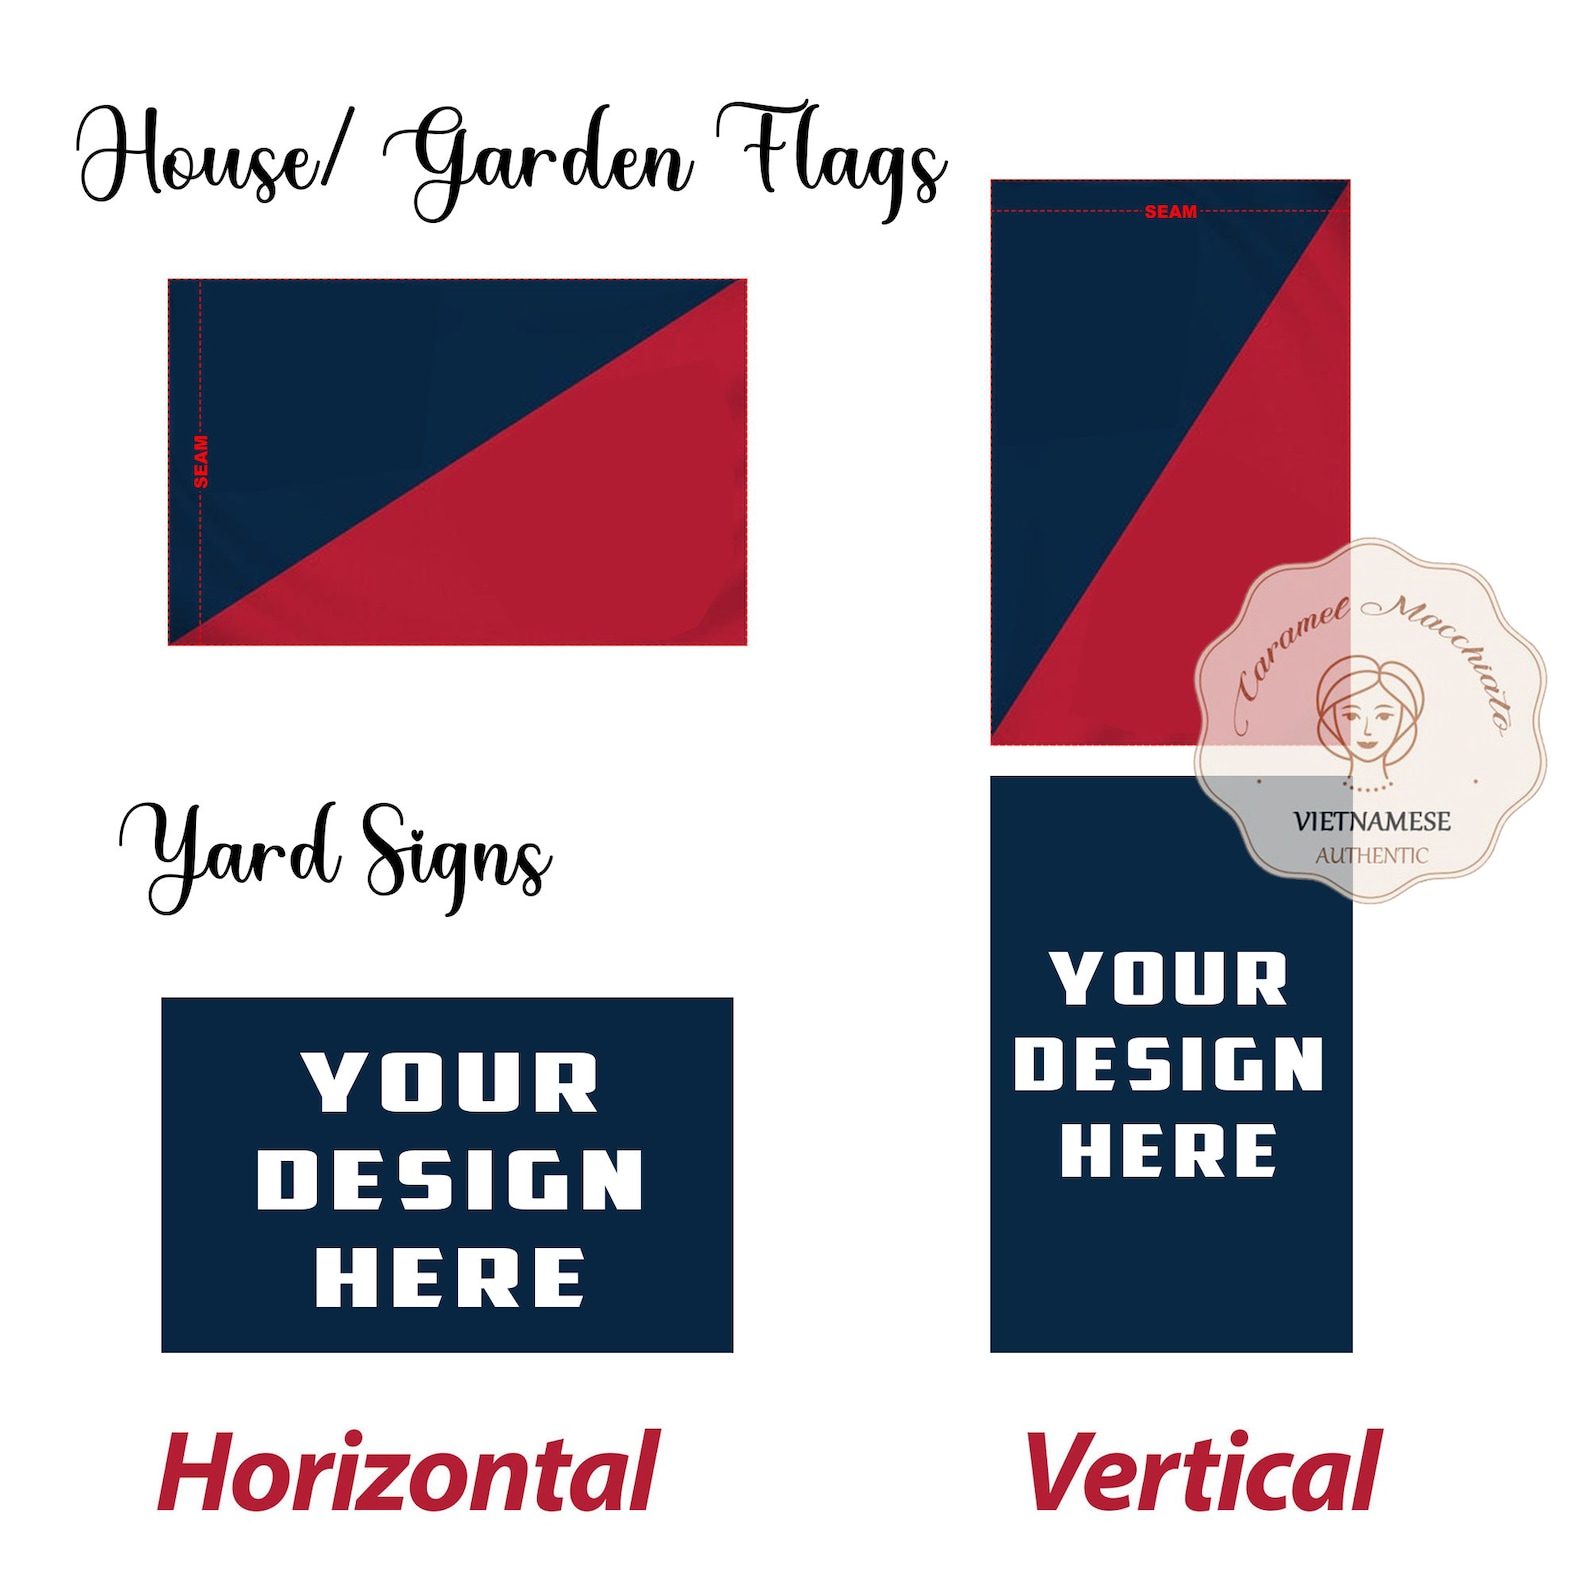 House/ Garden Flags
SEAM
SEAM
Caramel Macchiato
VIETNAMESE
AUTHENTIC
Yard Signs
YOUR
DESIGN
HERE
YOUR
DESIGN
HERE
Horizontal
Vertical